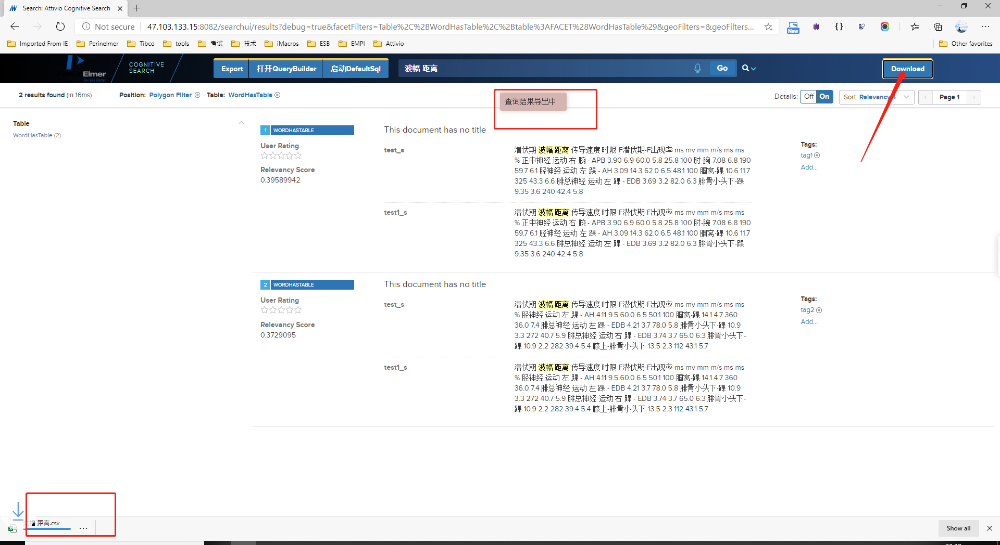 Search: Attivio Cognitive Search
Not secure
47.103.133.15:8082/searchui/results?debug=true&facetFilters=Table%2C%2BWordHasTable%2C%2Btable%3AFACET%28WordHasTable%29&geoFilters=&geoFilters...
New
Imported From IE
Perinelmer
Tibco
tools
考试
技术
iMacros
ESB
EMPI
Attivio
Other favorites
Elmer
For the Better
COGNITIVE
SEARCH
Export
打开QueryBuilder
启动DefaultSql
波幅 距离
Go
Download
2 results found (in 16ms)
Position: Polygon Filter
Table: WordHasTable
查询结果导出中
Details: Off On
Sort: Relevancy
Page 1
Table
WordHasTable (2)
1 WORDHASTABLE
User Rating
Relevancy Score
0.39589942
This document has no title
test_s
潜伏期 波幅 距离 传导速度 时限 F潜伏期-F出现率 ms mv mm m/s ms ms
% 正中神经 运动 右 腕 - APB 3.90 6.9 60.0 5.8 25.8 100 肘-腕 7.08 6.8 190
59.7 6.1 胫神经 运动 左 踝 - AH 3.09 14.3 62.0 6.5 48.1 100 腘窝-踝 10.6 11.7
325 43.3 6.6 腓总神经 运动 左 踝 - EDB 3.69 3.2 82.0 6.3 腓骨小头下-踝
9.35 3.6 240 42.4 5.8
Tags:
tag1
Add...
test1_s
潜伏期 波幅 距离 传导速度 时限 F潜伏期-F出现率 ms mv mm m/s ms ms
% 正中神经 运动 右 腕 - APB 3.90 6.9 60.0 5.8 25.8 100 肘-腕 7.08 6.8 190
59.7 6.1 胫神经 运动 左 踝 - AH 3.09 14.3 62.0 6.5 48.1 100 腘窝-踝 10.6 11.7
325 43.3 6.6 腓总神经 运动 左 踝 - EDB 3.69 3.2 82.0 6.3 腓骨小头下-踝
9.35 3.6 240 42.4 5.8
2 WORDHASTABLE
User Rating
Relevancy Score
0.3729095
This document has no title
test_s
潜伏期 波幅 距离 传导速度 时限 F潜伏期-F出现率 ms mv mm m/s ms ms
% 胫神经 运动 左 踝 - AH 4.11 9.5 60.0 6.5 50.1 100 腘窝-踝 14.1 4.7 360
36.0 7.4 腓总神经 运动 左 踝 - EDB 4.21 3.7 78.0 5.8 腓骨小头下-踝 10.9
3.3 272 40.7 5.9 腓总神经 运动 右 踝 - EDB 3.74 3.7 65.0 6.3 腓骨小头下-
踝 10.9 2.2 282 39.4 5.4 膝上-腓骨小头下 13.5 2.3 112 43.1 5.7
Tags:
tag2
Add...
test1_s
潜伏期 波幅 距离 传导速度 时限 F潜伏期-F出现率 ms mv mm m/s ms ms
% 胫神经 运动 左 踝 - AH 4.11 9.5 60.0 6.5 50.1 100 腘窝-踝 14.1 4.7 360
36.0 7.4 腓总神经 运动 左 踝 - EDB 4.21 3.7 78.0 5.8 腓骨小头下-踝 10.9
3.3 272 40.7 5.9 腓总神经 运动 右 踝 - EDB 3.74 3.7 65.0 6.3 腓骨小头下-
踝 10.9 2.2 282 39.4 5.4 膝上-腓骨小头下 13.5 2.3 112 43.1 5.7
距离.csv
Show all